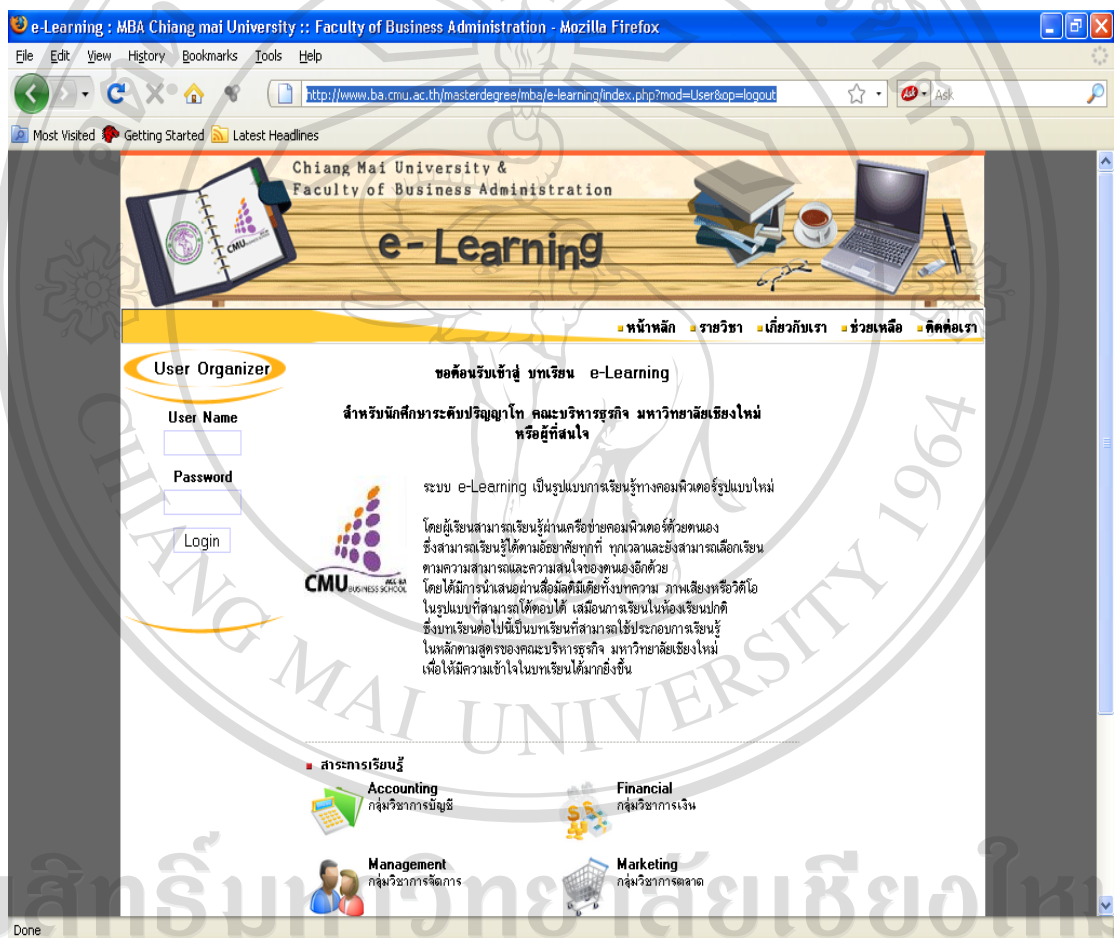 e-Learning : MBA Chiang mai University :: Faculty of Business Administration - Mozilla Firefox
File Edit View History Bookmarks Tools Help
http://www.ba.cmu.ac.th/masterdegree/mba/e-learning/index.php?mod=User&op=logout
Ask
Most Visited Getting Started Latest Headlines
Chiang Mai University &
Faculty of Business Administration
e-Learning
CMU
หน้าหลัก รายวิชา เกี่ยวกับเรา ช่วยเหลือ ติดต่อเรา
User Organizer
User Name
Password
Login
ขอต้อนรับเข้าสู่ บทเรียน e-Learning
สำหรับนักศึกษาระดับปริญญาโท คณะบริหารธุรกิจ มหาวิทยาลัยเชียงใหม่
หรือผู้ที่สนใจ
CMU BUSINESS SCHOOL
ระบบ e-Learning เป็นรูปแบบการเรียนรู้ทางคอมพิวเตอร์รูปแบบใหม่
โดยผู้เรียนสามารถเรียนรู้ผ่านเครือข่ายคอมพิวเตอร์ด้วยตนเอง
ซึ่งสามารถเรียนรู้ได้ตามอัธยาศัยทุกที่ ทุกเวลาและยังสามารถเลือกเรียน
ตามความสามารถและความสนใจของตนเองอีกด้วย
โดยได้มีการนำเสนอผ่านสื่อมัลติมีเดียทั้งบทความ ภาพเสียงหรือวิดีโอ
ในรูปแบบที่สามารถโต้ตอบได้ เสมือนการเรียนในห้องเรียนปกติ
ซึ่งบทเรียนต่อไปนี้เป็นบทเรียนที่สามารถใช้ประกอบการเรียนรู้
ในหลักตามสูตรของคณะบริหารธุรกิจ มหาวิทยาลัยเชียงใหม่
เพื่อให้มีความเข้าใจในบทเรียนได้มากยิ่งขึ้น
สาระการเรียนรู้
Accounting
กลุ่มวิชาการบัญชี
Financial
กลุ่มวิชาการเงิน
Management
กลุ่มวิชาการจัดการ
Marketing
กลุ่มวิชาการตลาด
Done
CHIANG MAI UNIVERSITY 1964
สิทธิ์มหาวิทยาลัยเชียงใหม่